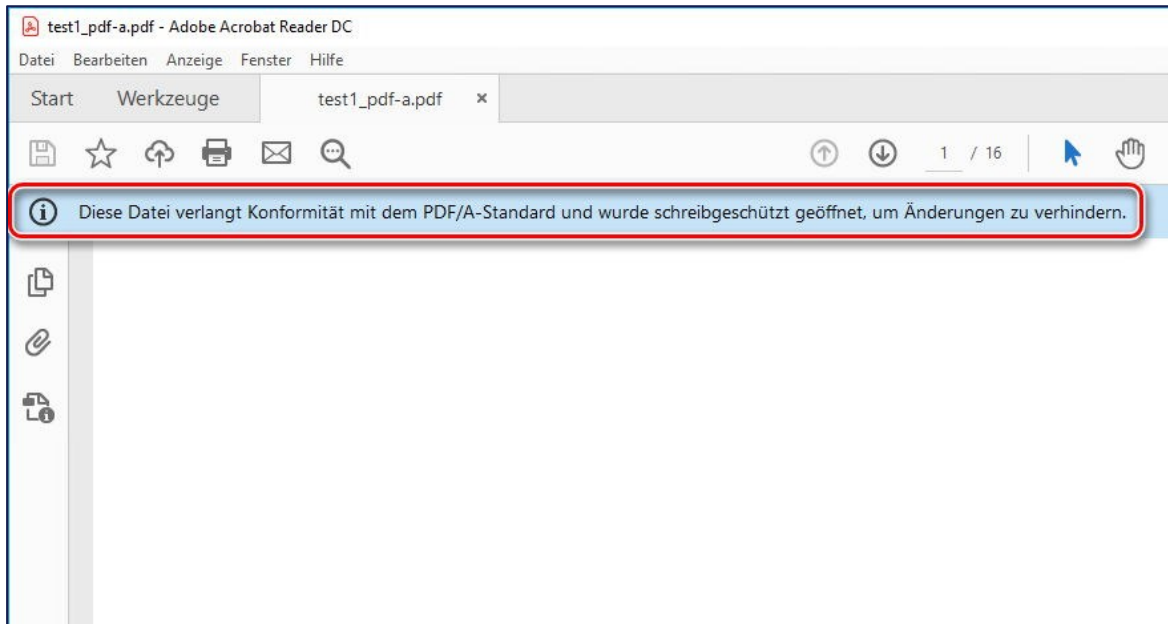 test1_pdf-a.pdf - Adobe Acrobat Reader DC
Datei Bearbeiten Anzeige Fenster Hilfe
Start Werkzeuge test1_pdf-a.pdf ×
1 / 16
Diese Datei verlangt Konformität mit dem PDF/A-Standard und wurde schreibgeschützt geöffnet, um Änderungen zu verhindern.